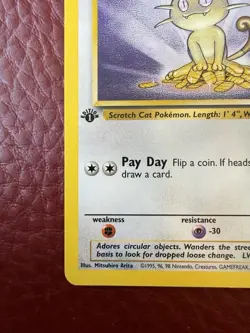 EDITION
1
Scratch Cat Pokémon. Length: 1' 4", W
Pay Day Flip a coin. If heads
draw a card.
weakness resistance
-30
Adores circular objects. Wanders the stree
basis to look for dropped loose change. LV
Illus. Mitsuhiro Arita ©1995, 96, 98 Nintendo, Creatures, GAMEFREAK.